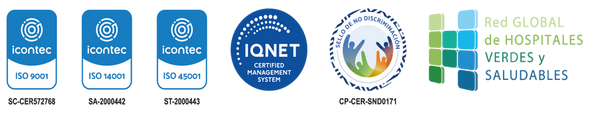 icontec
ISO 9001
SC-CER572768
icontec
ISO 14001
SA-2000442
icontec
ISO 45001
ST-2000443
IQNET
CERTIFIED
MANAGEMENT
SYSTEM
SELLO DE NO DISCRIMINACIÓN
CP-CER-SND0171
Red GLOBAL
de HOSPITALES
VERDES y
SALUDABLES